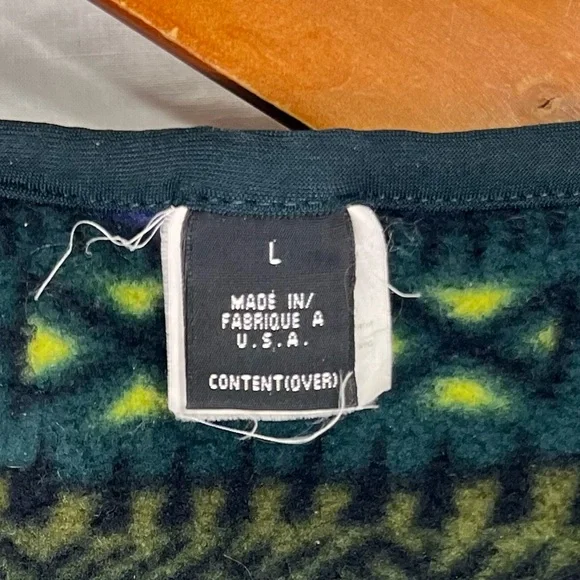 L
MADE IN/
FABRIQUE A
U.S.A.
CONTENT(OVER)